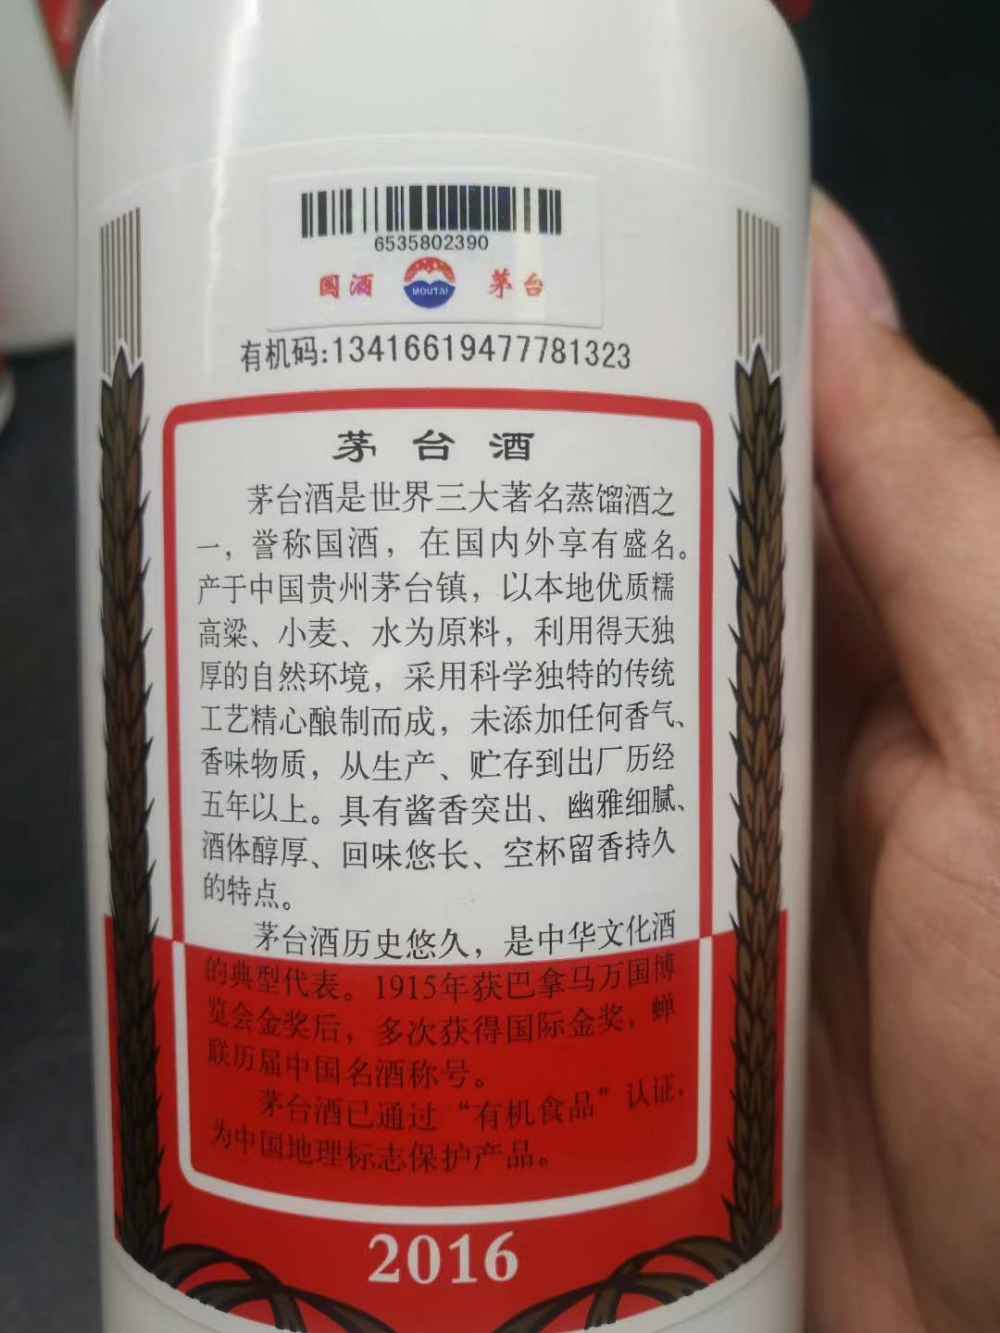 6535802390
国酒 MOUTAI 茅台
有机码:13416619477781323
茅台酒
茅台酒是世界三大著名蒸馏酒之
一，誉称国酒，在国内外享有盛名。
产于中国贵州茅台镇，以本地优质糯
高粱、小麦、水为原料，利用得天独
厚的自然环境，采用科学独特的传统
工艺精心酿制而成，未添加任何香气、
香味物质，从生产、贮存到出厂历经
五年以上。具有酱香突出、幽雅细腻、
酒体醇厚、回味悠长、空杯留香持久
的特点。
茅台酒历史悠久，是中华文化酒
的典型代表。1915年获巴拿马万国博
览会金奖后，多次获得国际金奖，蝉
联历届中国名酒称号。
茅台酒已通过“有机食品”认证，
为中国地理标志保护产品。
2016